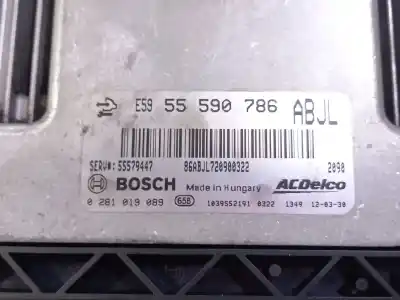 E59 55 590 786 ABJL
SERV#: 55579447 86ABJL720900322 2090
BOSCH Made in Hungary ACDelco
0 281 019 089 65B 1039S52191 0322 1349 12-03-30